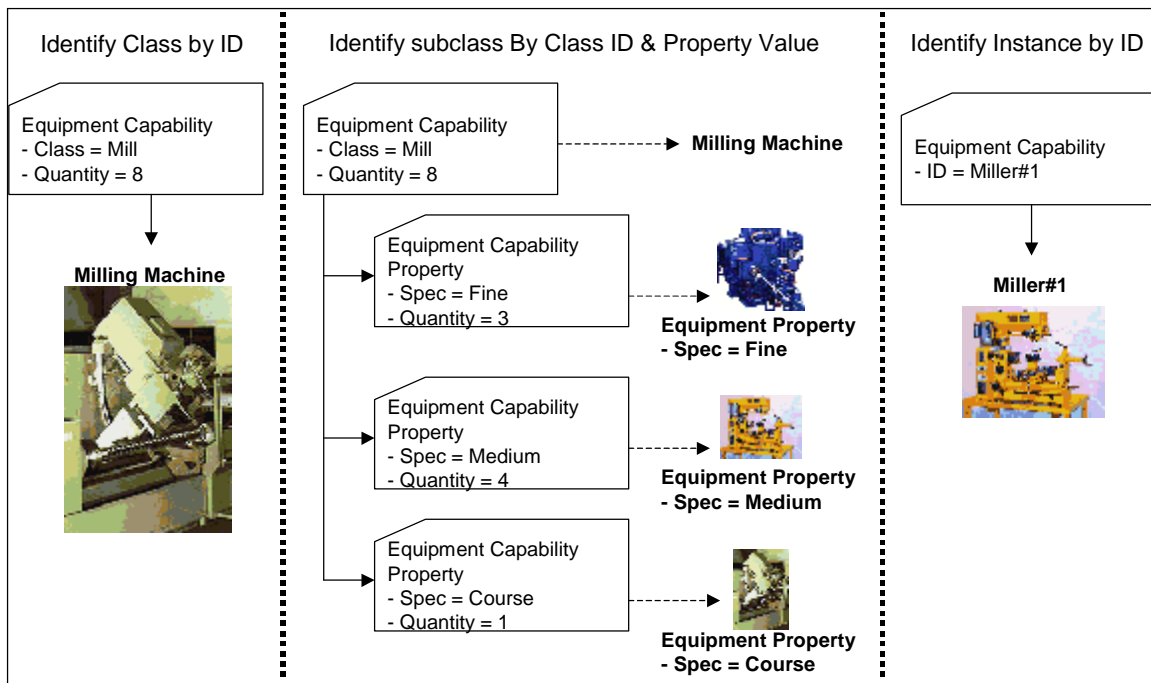 Identify Class by ID
Equipment Capability
- Class = Mill
- Quantity = 8
Milling Machine
Identify subclass By Class ID & Property Value
Equipment Capability
- Class = Mill
- Quantity = 8
Milling Machine
Equipment Capability
Property
- Spec = Fine
- Quantity = 3
Equipment Property
- Spec = Fine
Equipment Capability
Property
- Spec = Medium
- Quantity = 4
Equipment Property
- Spec = Medium
Equipment Capability
Property
- Spec = Course
- Quantity = 1
Equipment Property
- Spec = Course
Identify Instance by ID
Equipment Capability
- ID = Miller#1
Miller#1